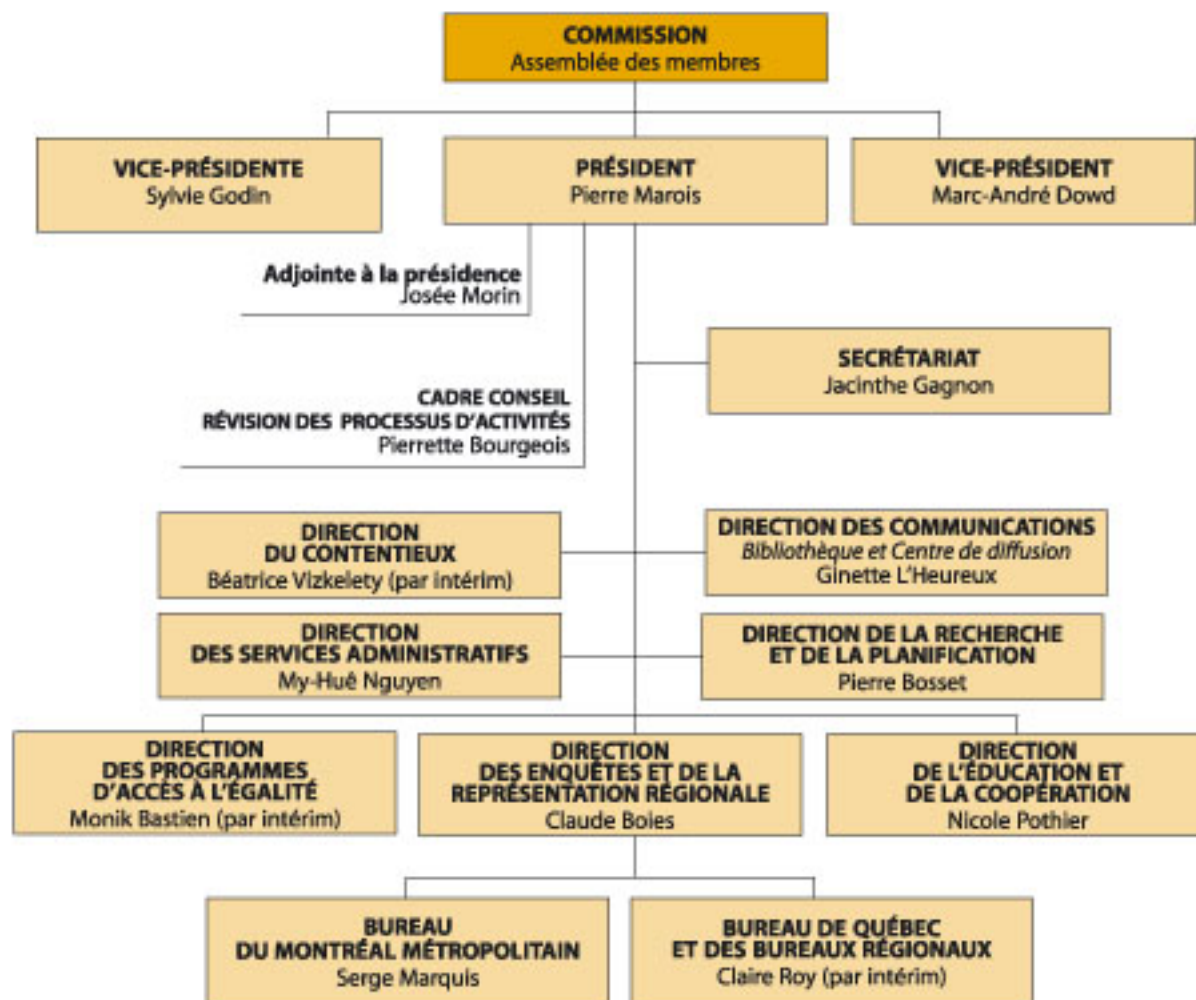 COMMISSION
Assemblée des membres
VICE-PRÉSIDENTE
Sylvie Godin
PRÉSIDENT
Pierre Marois
VICE-PRÉSIDENT
Marc-André Dowd
Adjointe à la présidence
Josée Morin
SECRÉTARIAT
Jacinthe Gagnon
CADRE CONSEIL
RÉVISION DES PROCESSUS D'ACTIVITÉS
Pierrette Bourgeois
DIRECTION
DU CONTENTIEUX
Béatrice Vizkelety (par intérim)
DIRECTION DES COMMUNICATIONS
Bibliothèque et Centre de diffusion
Ginette L'Heureux
DIRECTION
DES SERVICES ADMINISTRATIFS
My-Huê Nguyen
DIRECTION DE LA RECHERCHE
ET DE LA PLANIFICATION
Pierre Bosset
DIRECTION
DES PROGRAMMES
D'ACCÈS À L'ÉGALITÉ
Monik Bastien (par intérim)
DIRECTION
DES ENQUÊTES ET DE LA
REPRÉSENTATION RÉGIONALE
Claude Boies
DIRECTION
DE L'ÉDUCATION ET
DE LA COOPÉRATION
Nicole Pothier
BUREAU
DU MONTRÉAL MÉTROPOLITAIN
Serge Marquis
BUREAU DE QUÉBEC
ET DES BUREAUX RÉGIONAUX
Claire Roy (par intérim)